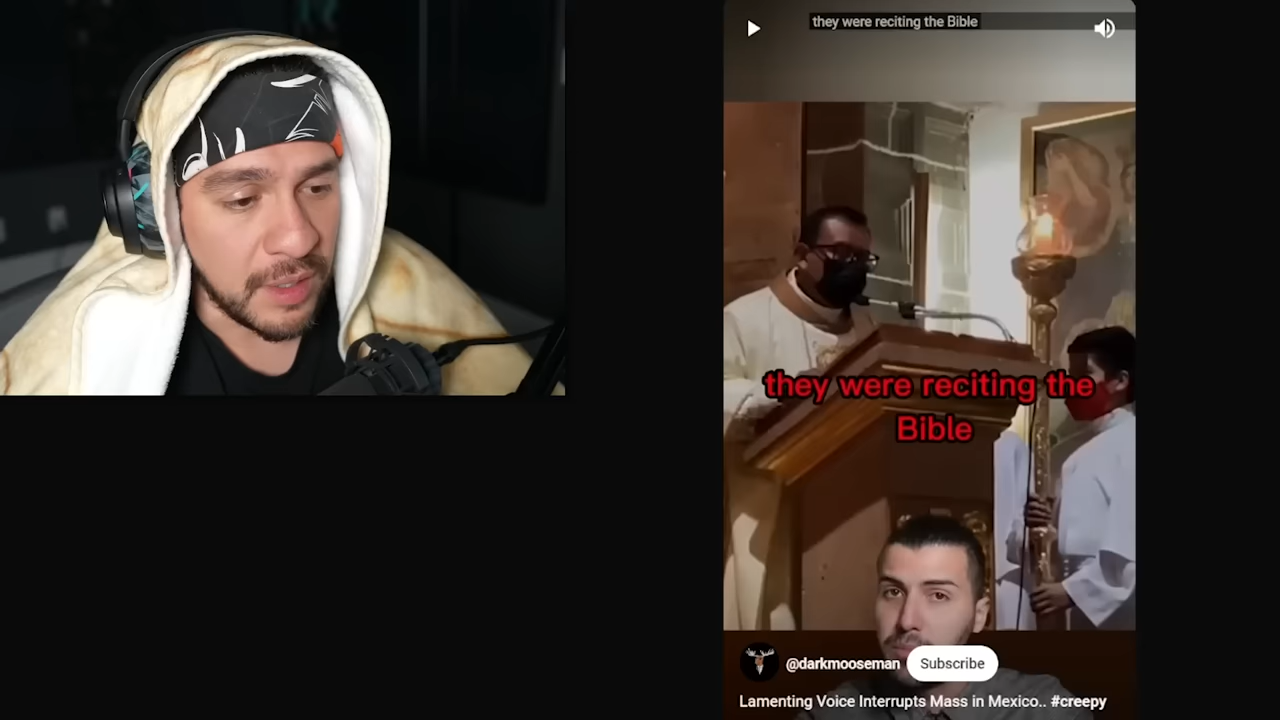 they were reciting the Bible
they were reciting the
Bible
@darkmooseman
Subscribe
Lamenting Voice Interrupts Mass in Mexico.. #creepy